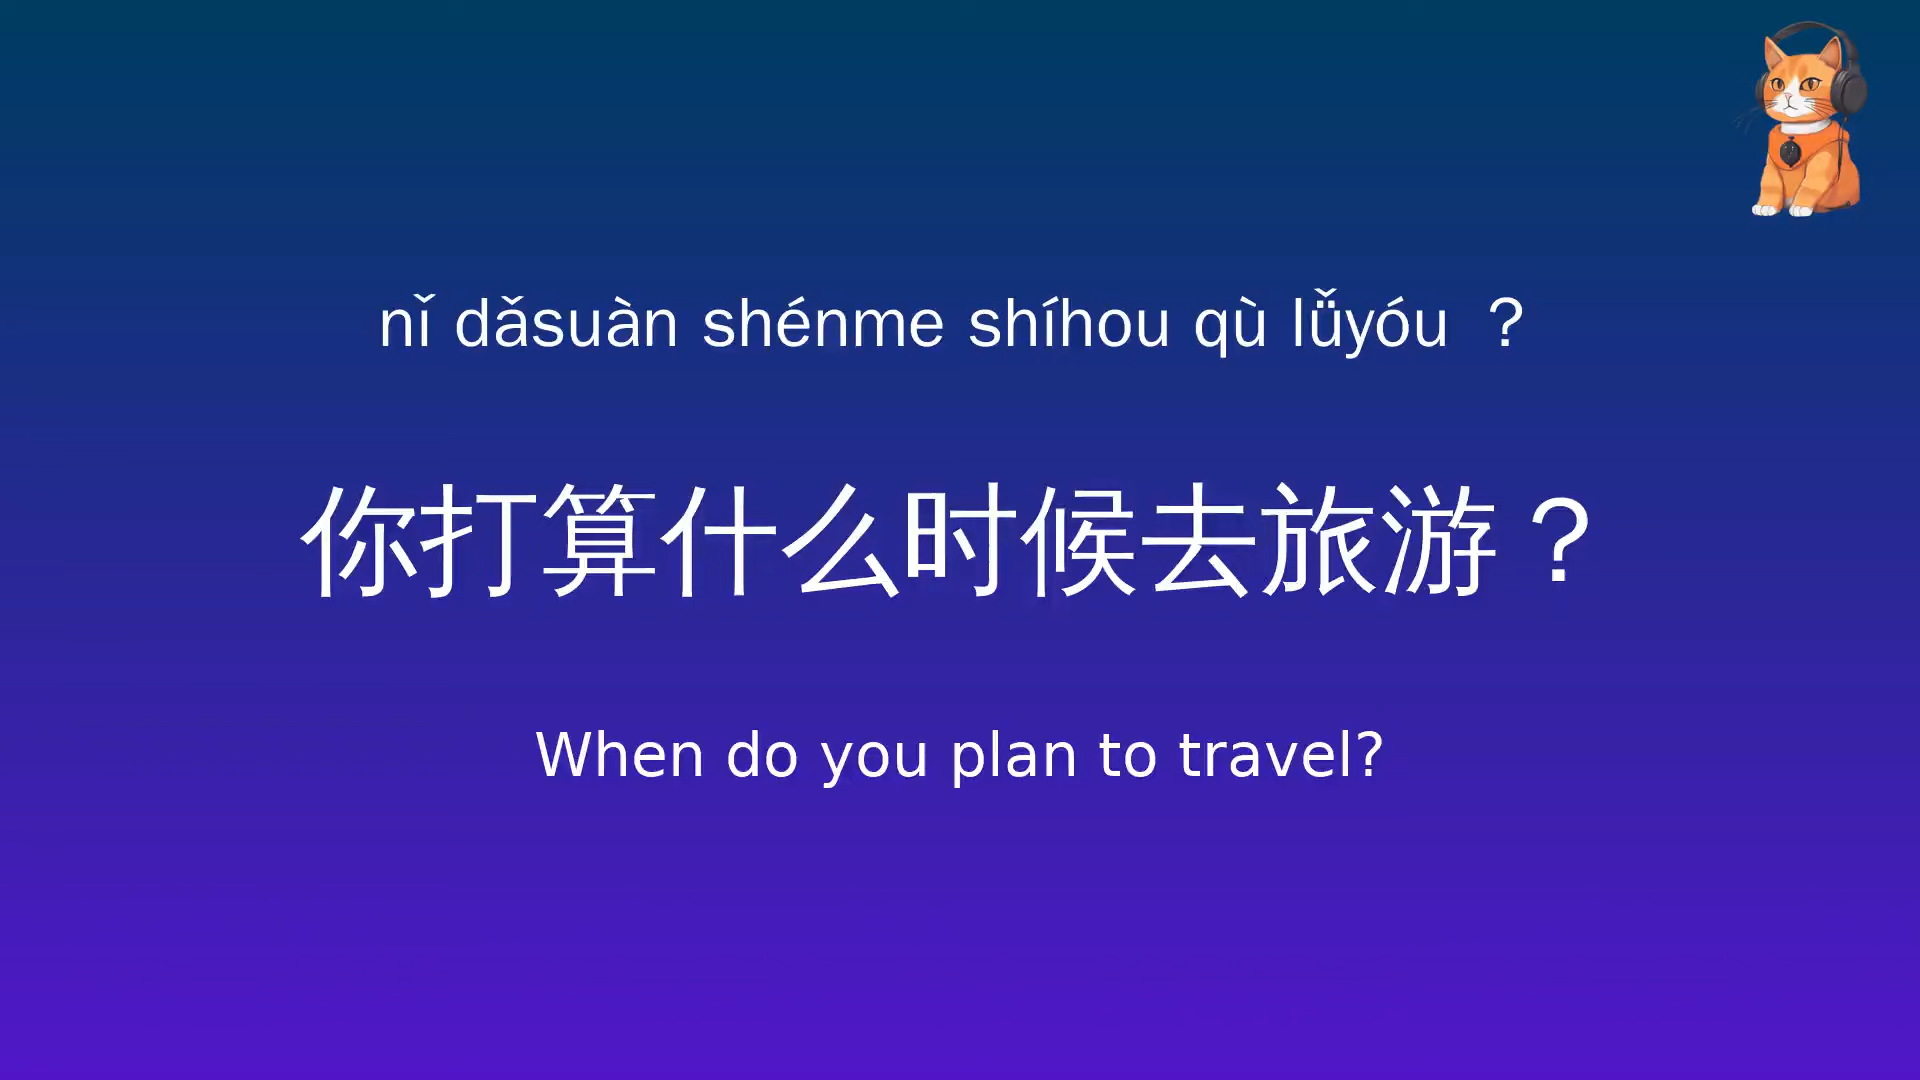 nǐ dǎsuàn shénme shíhou qù lǚyóu ？
你打算什么时候去旅游？
When do you plan to travel?